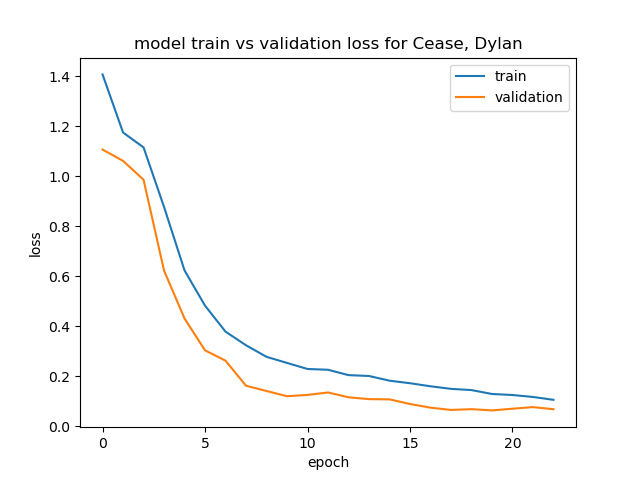 model train vs validation loss for Cease, Dylan
train
validation
1.4
1.2
1.0
0.8
0.6
0.4
0.2
0.0
loss
0
5
10
15
20
epoch